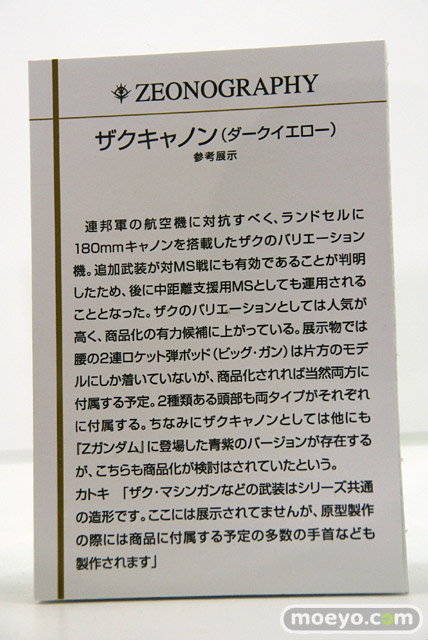 ZEONOGRAPHY
ザクキャノン(ダークイエロー)
参考展示
連邦軍の航空機に対抗すべく、ランドセルに
180mmキャノンを搭載したザクのバリエーション
機。追加武装が対MS戦にも有効であることが判明
したため、後に中距離支援用MSとしても運用される
こととなった。ザクのバリエーションとしては人気が
高く、商品化の有力候補に上がっている。展示物では
腰の2連ロケット弾ポッド(ビッグ・ガン)は片方のモデ
ルにしか着いていないが、商品化されれば当然両方に
付属する予定。2種類ある頭部も両タイプがそれぞれ
に付属する。ちなみにザクキャノンとしては他にも
『Zガンダム』に登場した青紫のバージョンが存在する
が、こちらも商品化が検討はされていたという。
カトキ 「ザク・マシンガンなどの武装はシリーズ共通
の造形です。ここには展示されてませんが、原型製作
の際には商品に付属する予定の多数の手首なども
製作されます」
moeyo.com